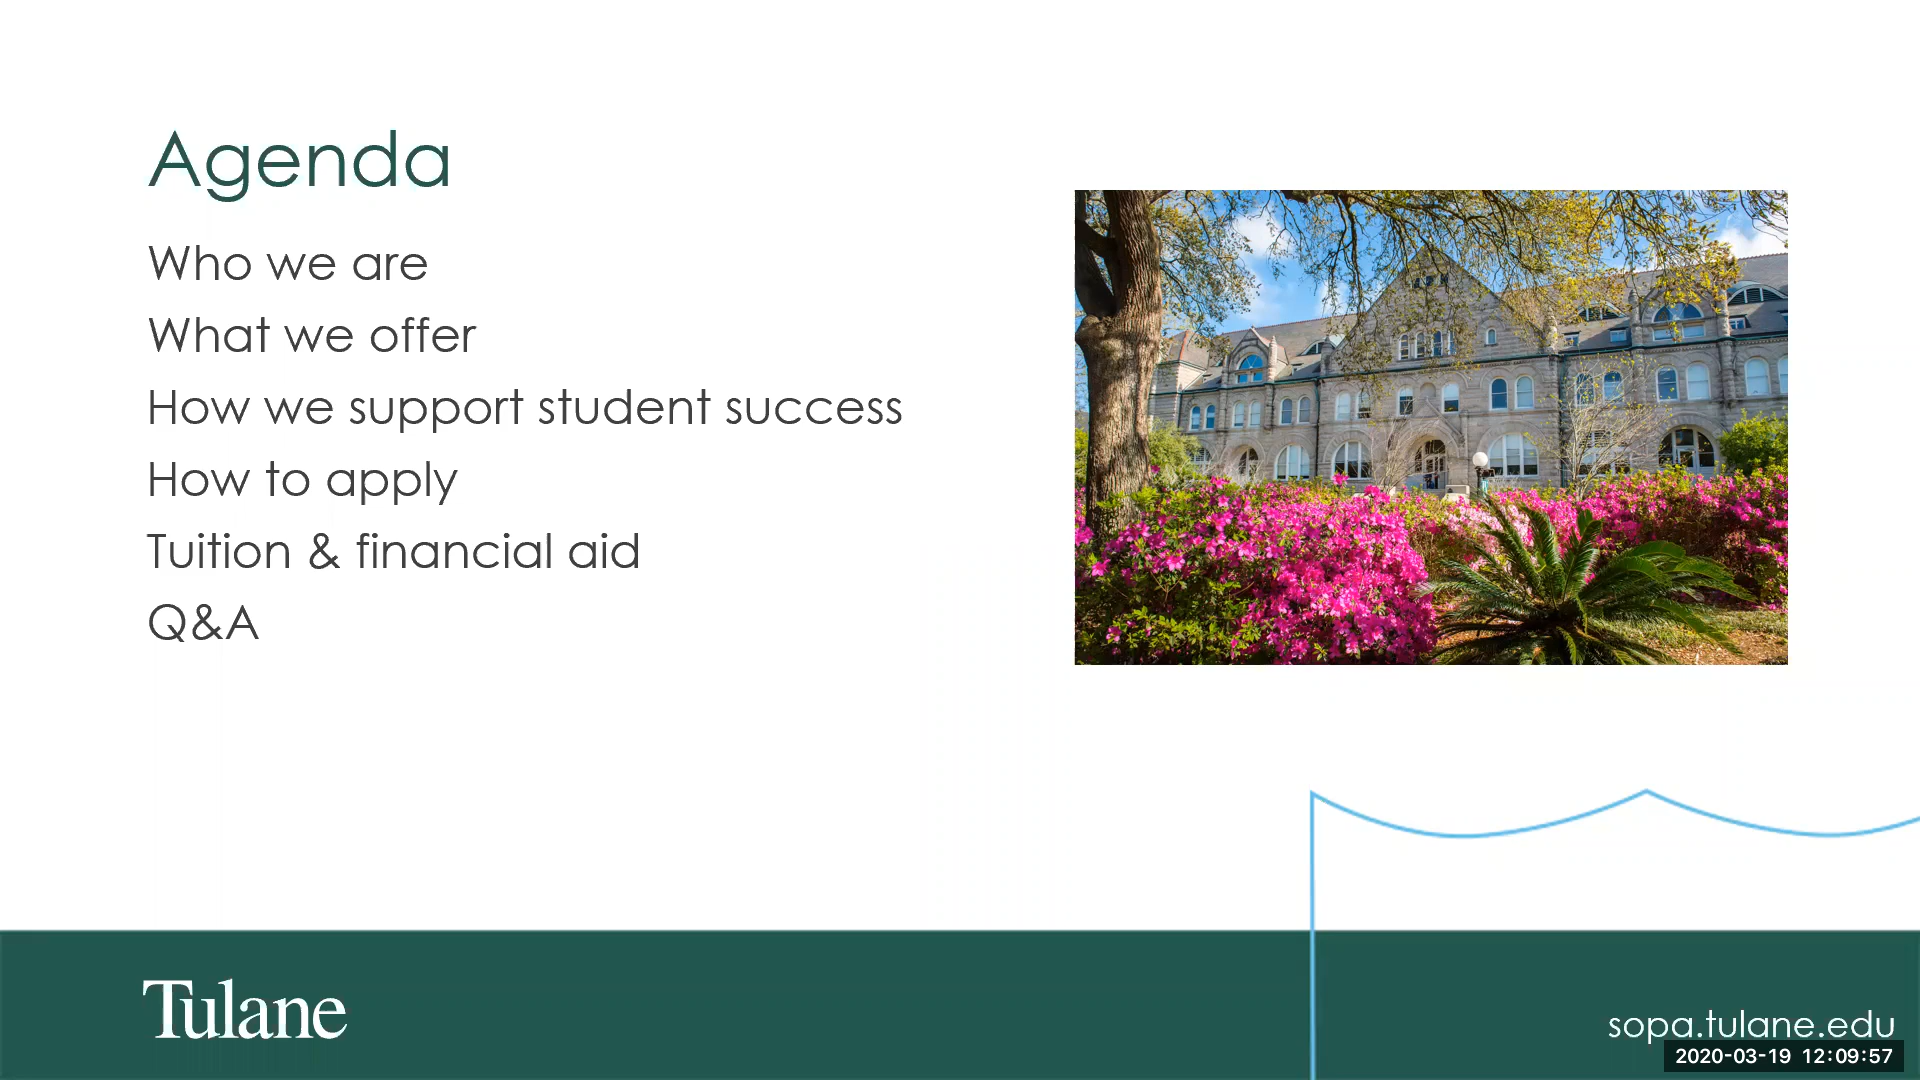 Agenda
Who we are
What we offer
How we support student success
How to apply
Tuition & financial aid
Q&A
Tulane
sopa.tulane.edu
2020-03-19 12:09:57